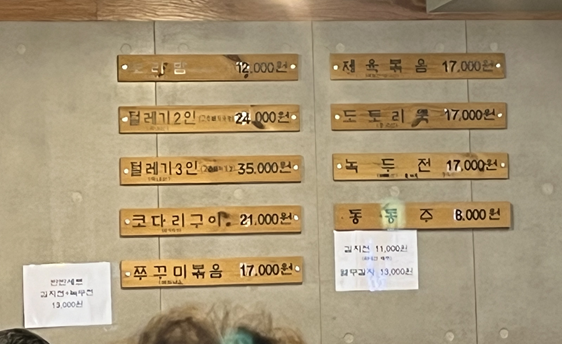 12,000원
털레기2인 24,000원
털레기3인 35,000원
코다리구이 21,000원
쭈꾸미볶음 17,000원
제육볶음 17,000원
도토리묵 17,000원
녹두전 17,000원
동동주 8,000원
김치전 11,000원
열무김치 13,000원
반반세트
김치전+녹두전
13,000원